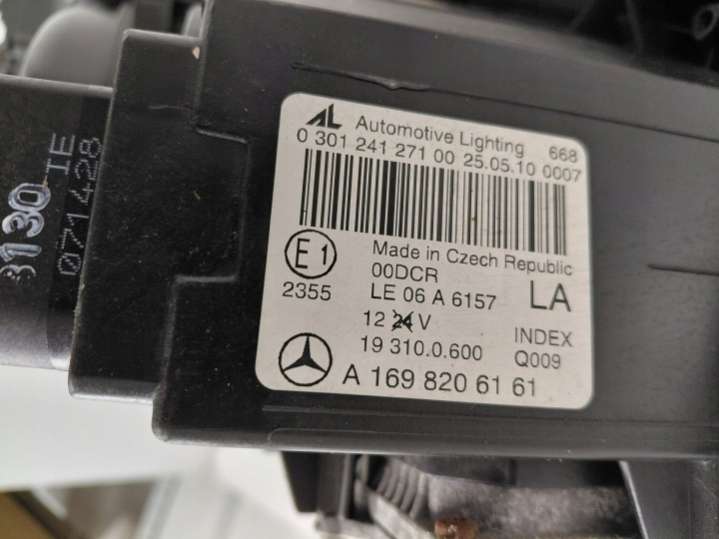 AL Automotive Lighting 668
0 301 241 271 00 25.05.10 0007
Made in Czech Republic
E1 00DCR
2355 LE 06 A 6157 LA
12 24 V
INDEX
19 310.0.600 Q009
A 169 820 61 61
3130 IE
071428